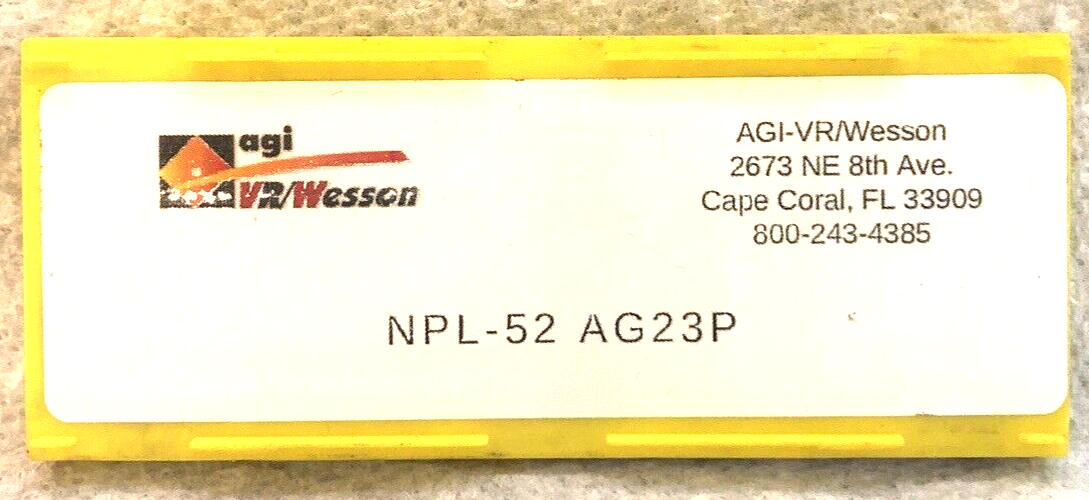 agi
VR/Wesson
AGI-VR/Wesson
2673 NE 8th Ave.
Cape Coral, FL 33909
800-243-4385
NPL-52 AG23P